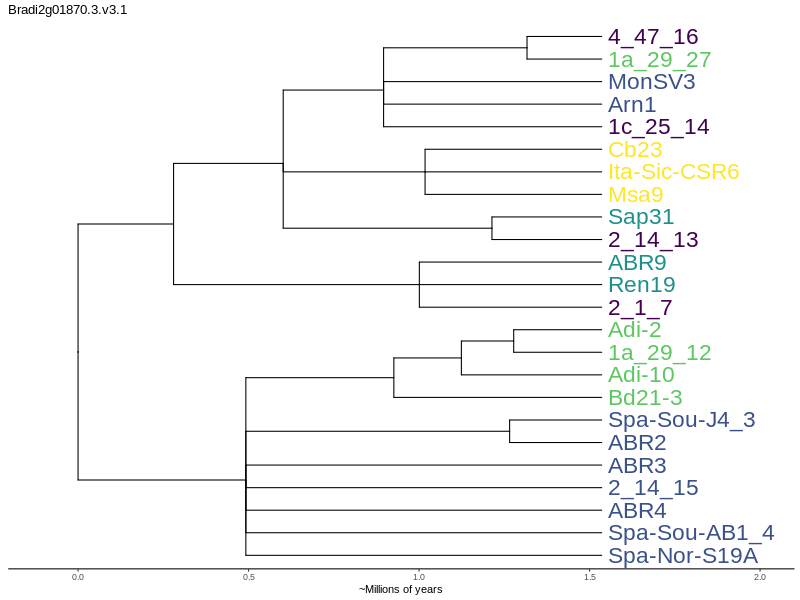 Bradi2g01870.3.v3.1
4_47_16
1a_29_27
MonSV3
Arn1
1c_25_14
Cb23
Ita-Sic-CSR6
Msa9
Sap31
2_14_13
ABR9
Ren19
2_1_7
Adi-2
1a_29_12
Adi-10
Bd21-3
Spa-Sou-J4_3
ABR2
ABR3
2_14_15
ABR4
Spa-Sou-AB1_4
Spa-Nor-S19A
0.0 0.5 1.0 1.5 2.0
~Millions of years